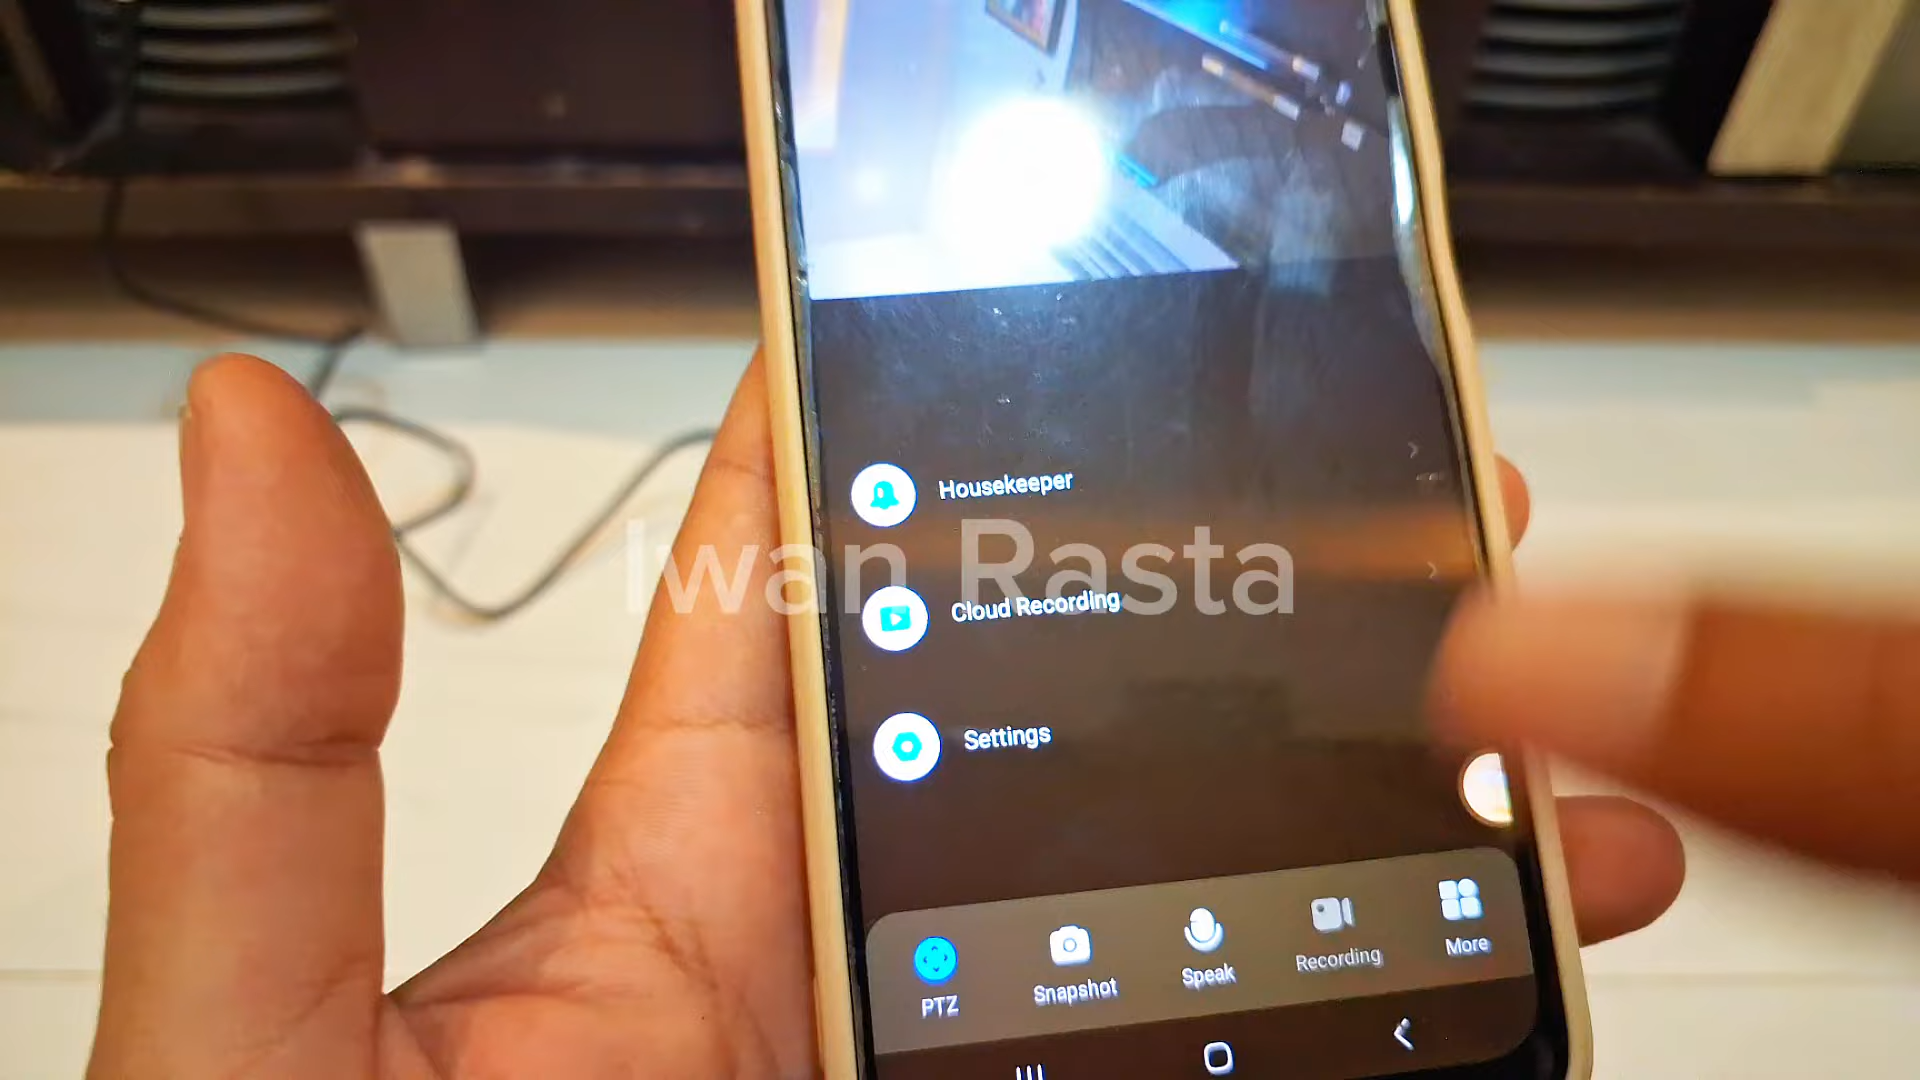 Housekeeper
Iwan Rasta
Cloud Recording
Settings
PTZ
Snapshot
Speak
Recording
More